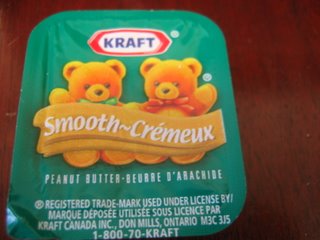 KRAFT
®
®
Smooth~Crémeux
PEANUT BUTTER-BEURRE D'ARACHIDE
® REGISTERED TRADE-MARK USED UNDER LICENSE BY/
MARQUE DÉPOSÉE UTILISÉE SOUS LICENCE PAR
KRAFT CANADA INC., DON MILLS, ONTARIO M3C 3J5
1-800-70-KRAFT